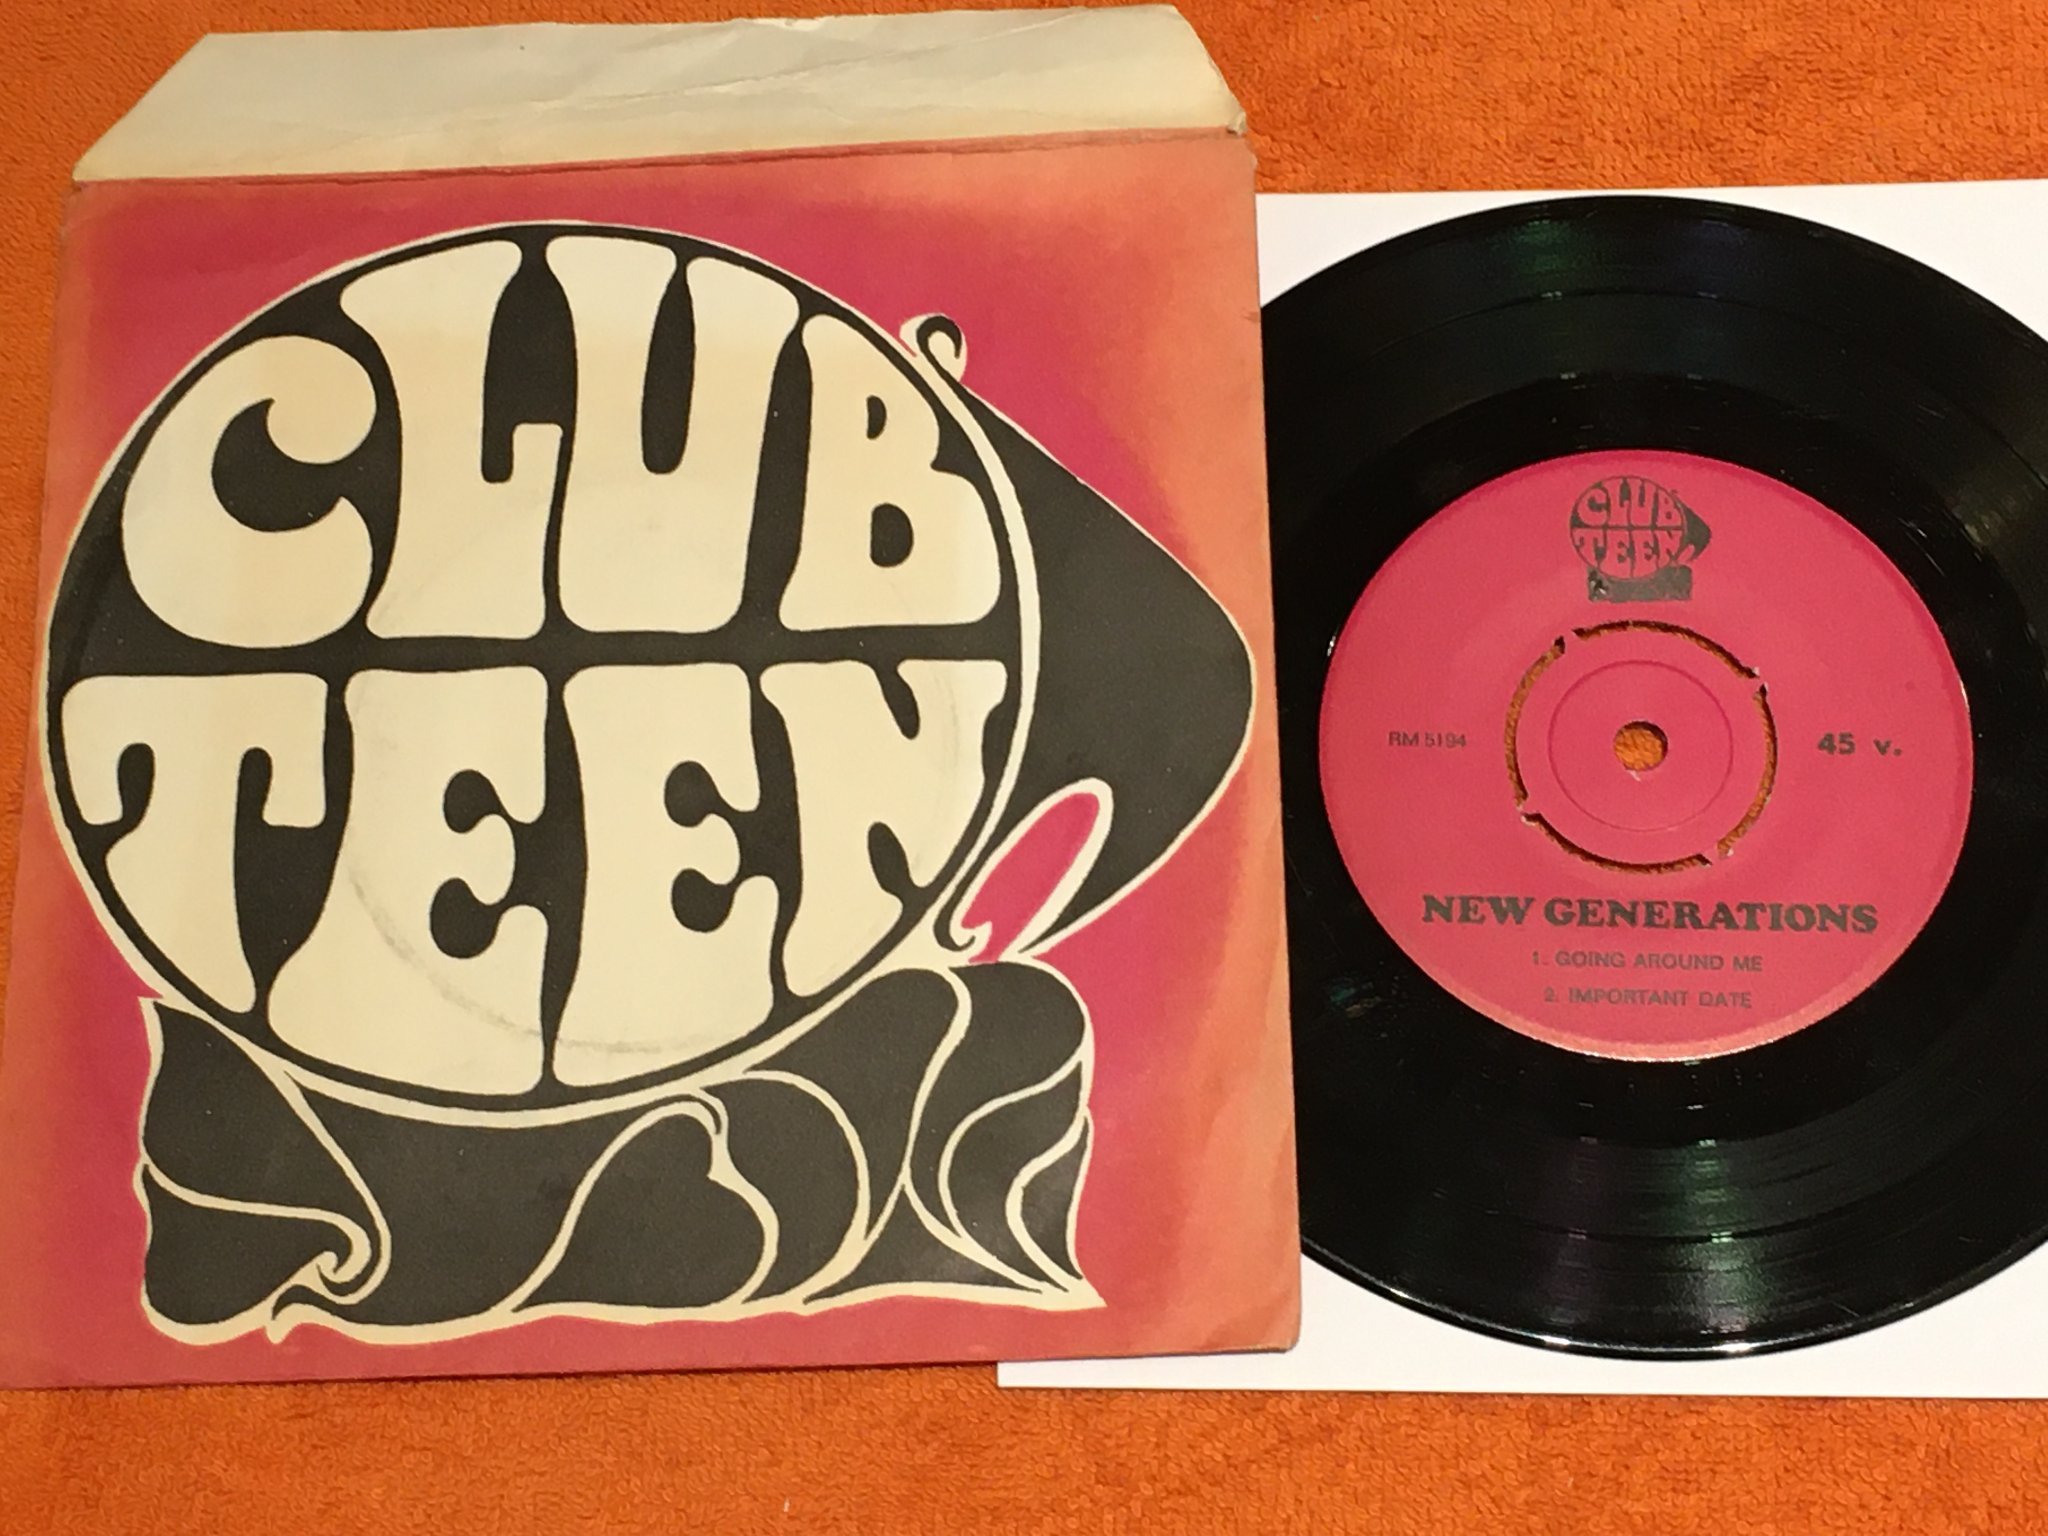 CLUB
TEEN
CLUB
TEEN
RM 5194
45 v.
NEW GENERATIONS
1. GOING AROUND ME
2. IMPORTANT DATE